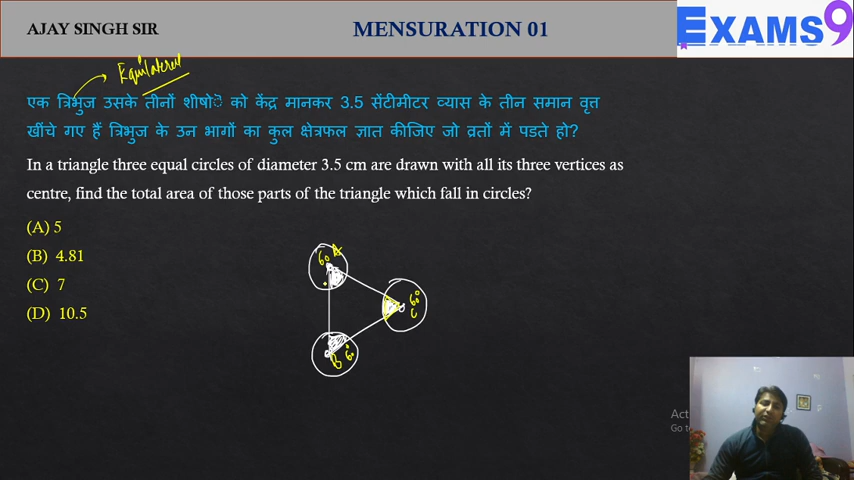 AJAY SINGH SIR
MENSURATION 01
EXAMS9
Equilateral
एक त्रिभुज उसके तीनों शीर्षो को केंद्र मानकर 3.5 सेंटीमीटर व्यास के तीन समान वृत्त
खींचे गए हैं त्रिभुज के उन भागों का कुल क्षेत्रफल ज्ञात कीजिए जो व्रतों में पडते हो?
In a triangle three equal circles of diameter 3.5 cm are drawn with all its three vertices as
centre, find the total area of those parts of the triangle which fall in circles?
(A) 5
(B) 4.81
(C) 7
(D) 10.5
60 A
60°
C
B 60°
Act
Go to